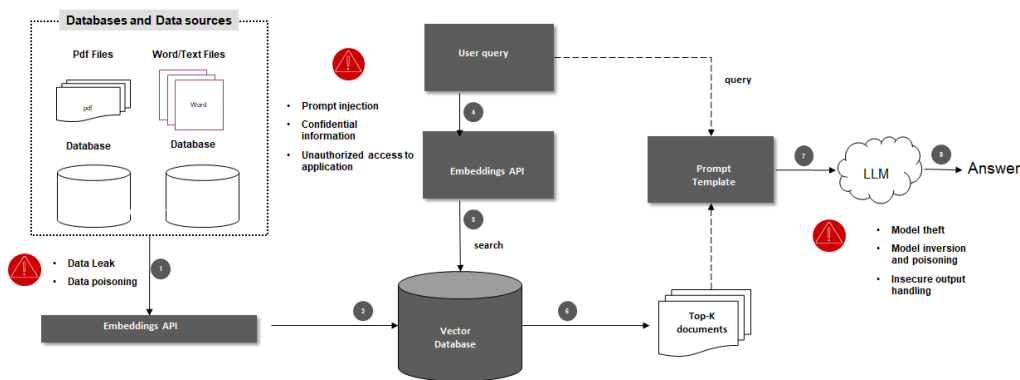 Databases and Data sources
Pdf Files
Word/Text Files
pdf
Word
Database
Database
1
• Data Leak
• Data poisoning
Embeddings API
3
• Prompt injection
• Confidential
information
• Unauthorized access to
application
User query
4
Embeddings API
5
search
Vector
Database
6
Top-K
documents
query
Prompt
Template
7
LLM
8
Answer
• Model theft
• Model inversion
and poisoning
• Insecure output
handling